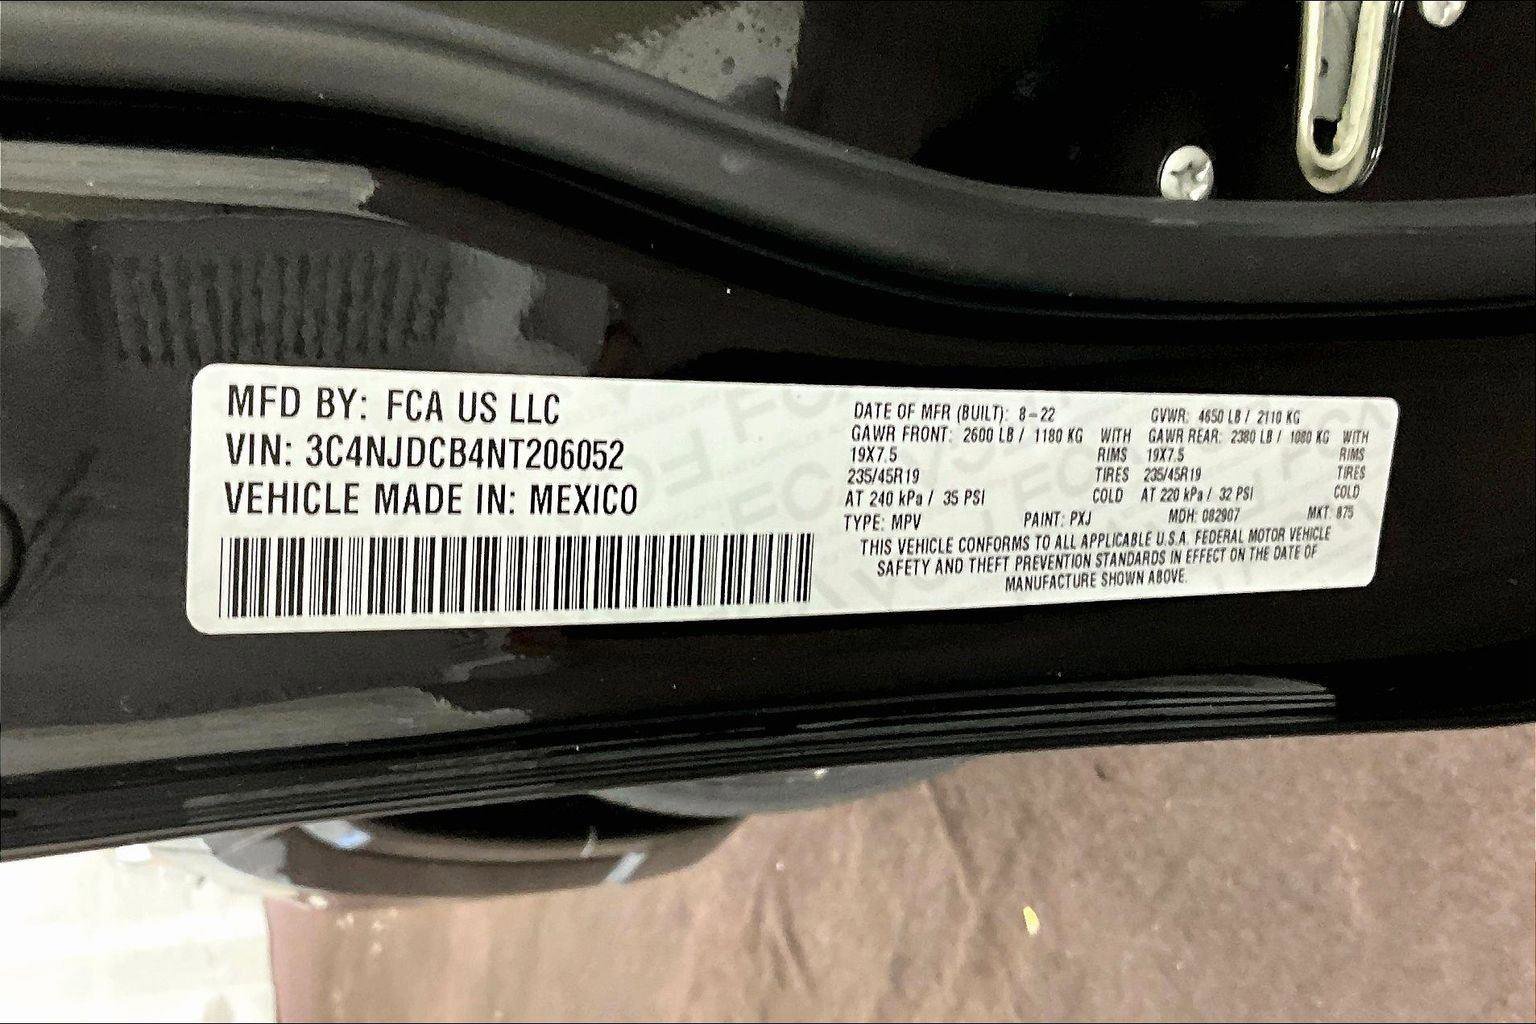 MFD BY: FCA US LLC
VIN: 3C4NJDCB4NT206052
VEHICLE MADE IN: MEXICO
DATE OF MFR (BUILT): 8-22 GVWR: 4650 LB / 2110 KG
GAWR FRONT: 2600 LB / 1180 KG WITH GAWR REAR: 2380 LB / 1080 KG WITH
19X7.5 RIMS 19X7.5 RIMS
235/45R19 TIRES 235/45R19 TIRES
AT 240 kPa / 35 PSI COLD AT 220 kPa / 32 PSI COLD
TYPE: MPV PAINT: PXJ MDH: 082907 MKT: 875
THIS VEHICLE CONFORMS TO ALL APPLICABLE U.S.A. FEDERAL MOTOR VEHICLE
SAFETY AND THEFT PREVENTION STANDARDS IN EFFECT ON THE DATE OF
MANUFACTURE SHOWN ABOVE.